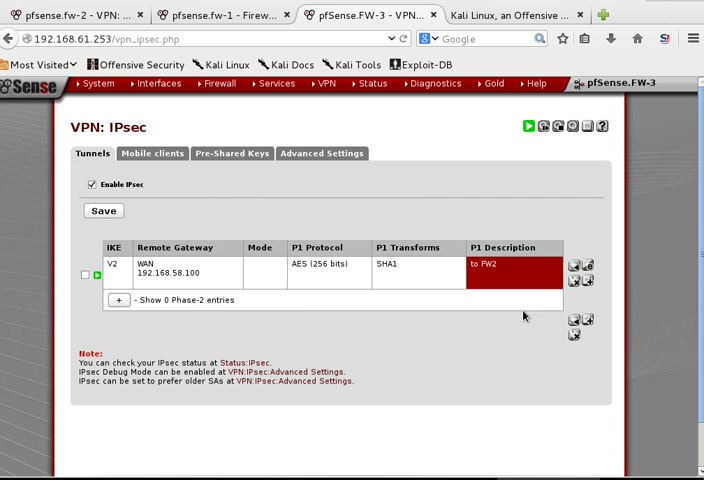 pfsense.fw-2 - VPN: ...
pfsense.fw-1 - Firew...
pfSense.FW-3 - VPN...
Kali Linux, an Offensive ...
192.168.61.253/vpn_ipsec.php
Google
Most Visited
Offensive Security
Kali Linux
Kali Docs
Kali Tools
Exploit-DB
Sense
System
Interfaces
Firewall
Services
VPN
Status
Diagnostics
Gold
Help
pfSense.FW-3
VPN: IPsec
Tunnels
Mobile clients
Pre-Shared Keys
Advanced Settings
Enable IPsec
Save
IKE Remote Gateway Mode P1 Protocol P1 Transforms P1 Description
V2 WAN AES (256 bits) SHA1 to FW2
192.168.58.100
+ - Show 0 Phase-2 entries
Note:
You can check your IPsec status at Status:IPsec.
IPsec Debug Mode can be enabled at VPN:IPsec:Advanced Settings.
IPsec can be set to prefer older SAs at VPN:IPsec:Advanced Settings.